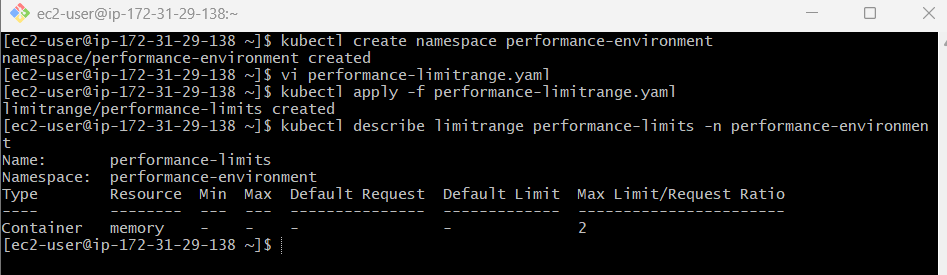 ec2-user@ip-172-31-29-138:~
[ec2-user@ip-172-31-29-138 ~]$ kubectl create namespace performance-environment
namespace/performance-environment created
[ec2-user@ip-172-31-29-138 ~]$ vi performance-limitrange.yaml
[ec2-user@ip-172-31-29-138 ~]$ kubectl apply -f performance-limitrange.yaml
limitrange/performance-limits created
[ec2-user@ip-172-31-29-138 ~]$ kubectl describe limitrange performance-limits -n performance-environmen
t
Name:       performance-limits
Namespace:  performance-environment
Type        Resource  Min  Max  Default Request  Default Limit  Max Limit/Request Ratio
----        --------  ---  ---  ---------------  -------------  -----------------------
Container   memory    -    -    -                -              2
[ec2-user@ip-172-31-29-138 ~]$